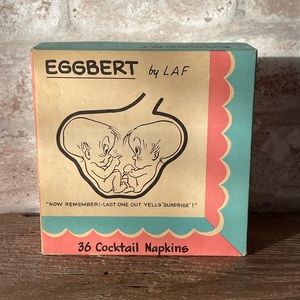 EGGBERT by LAF
"NOW REMEMBER!-LAST ONE OUT YELLS 'SURPRISE'!"
36 Cocktail Napkins